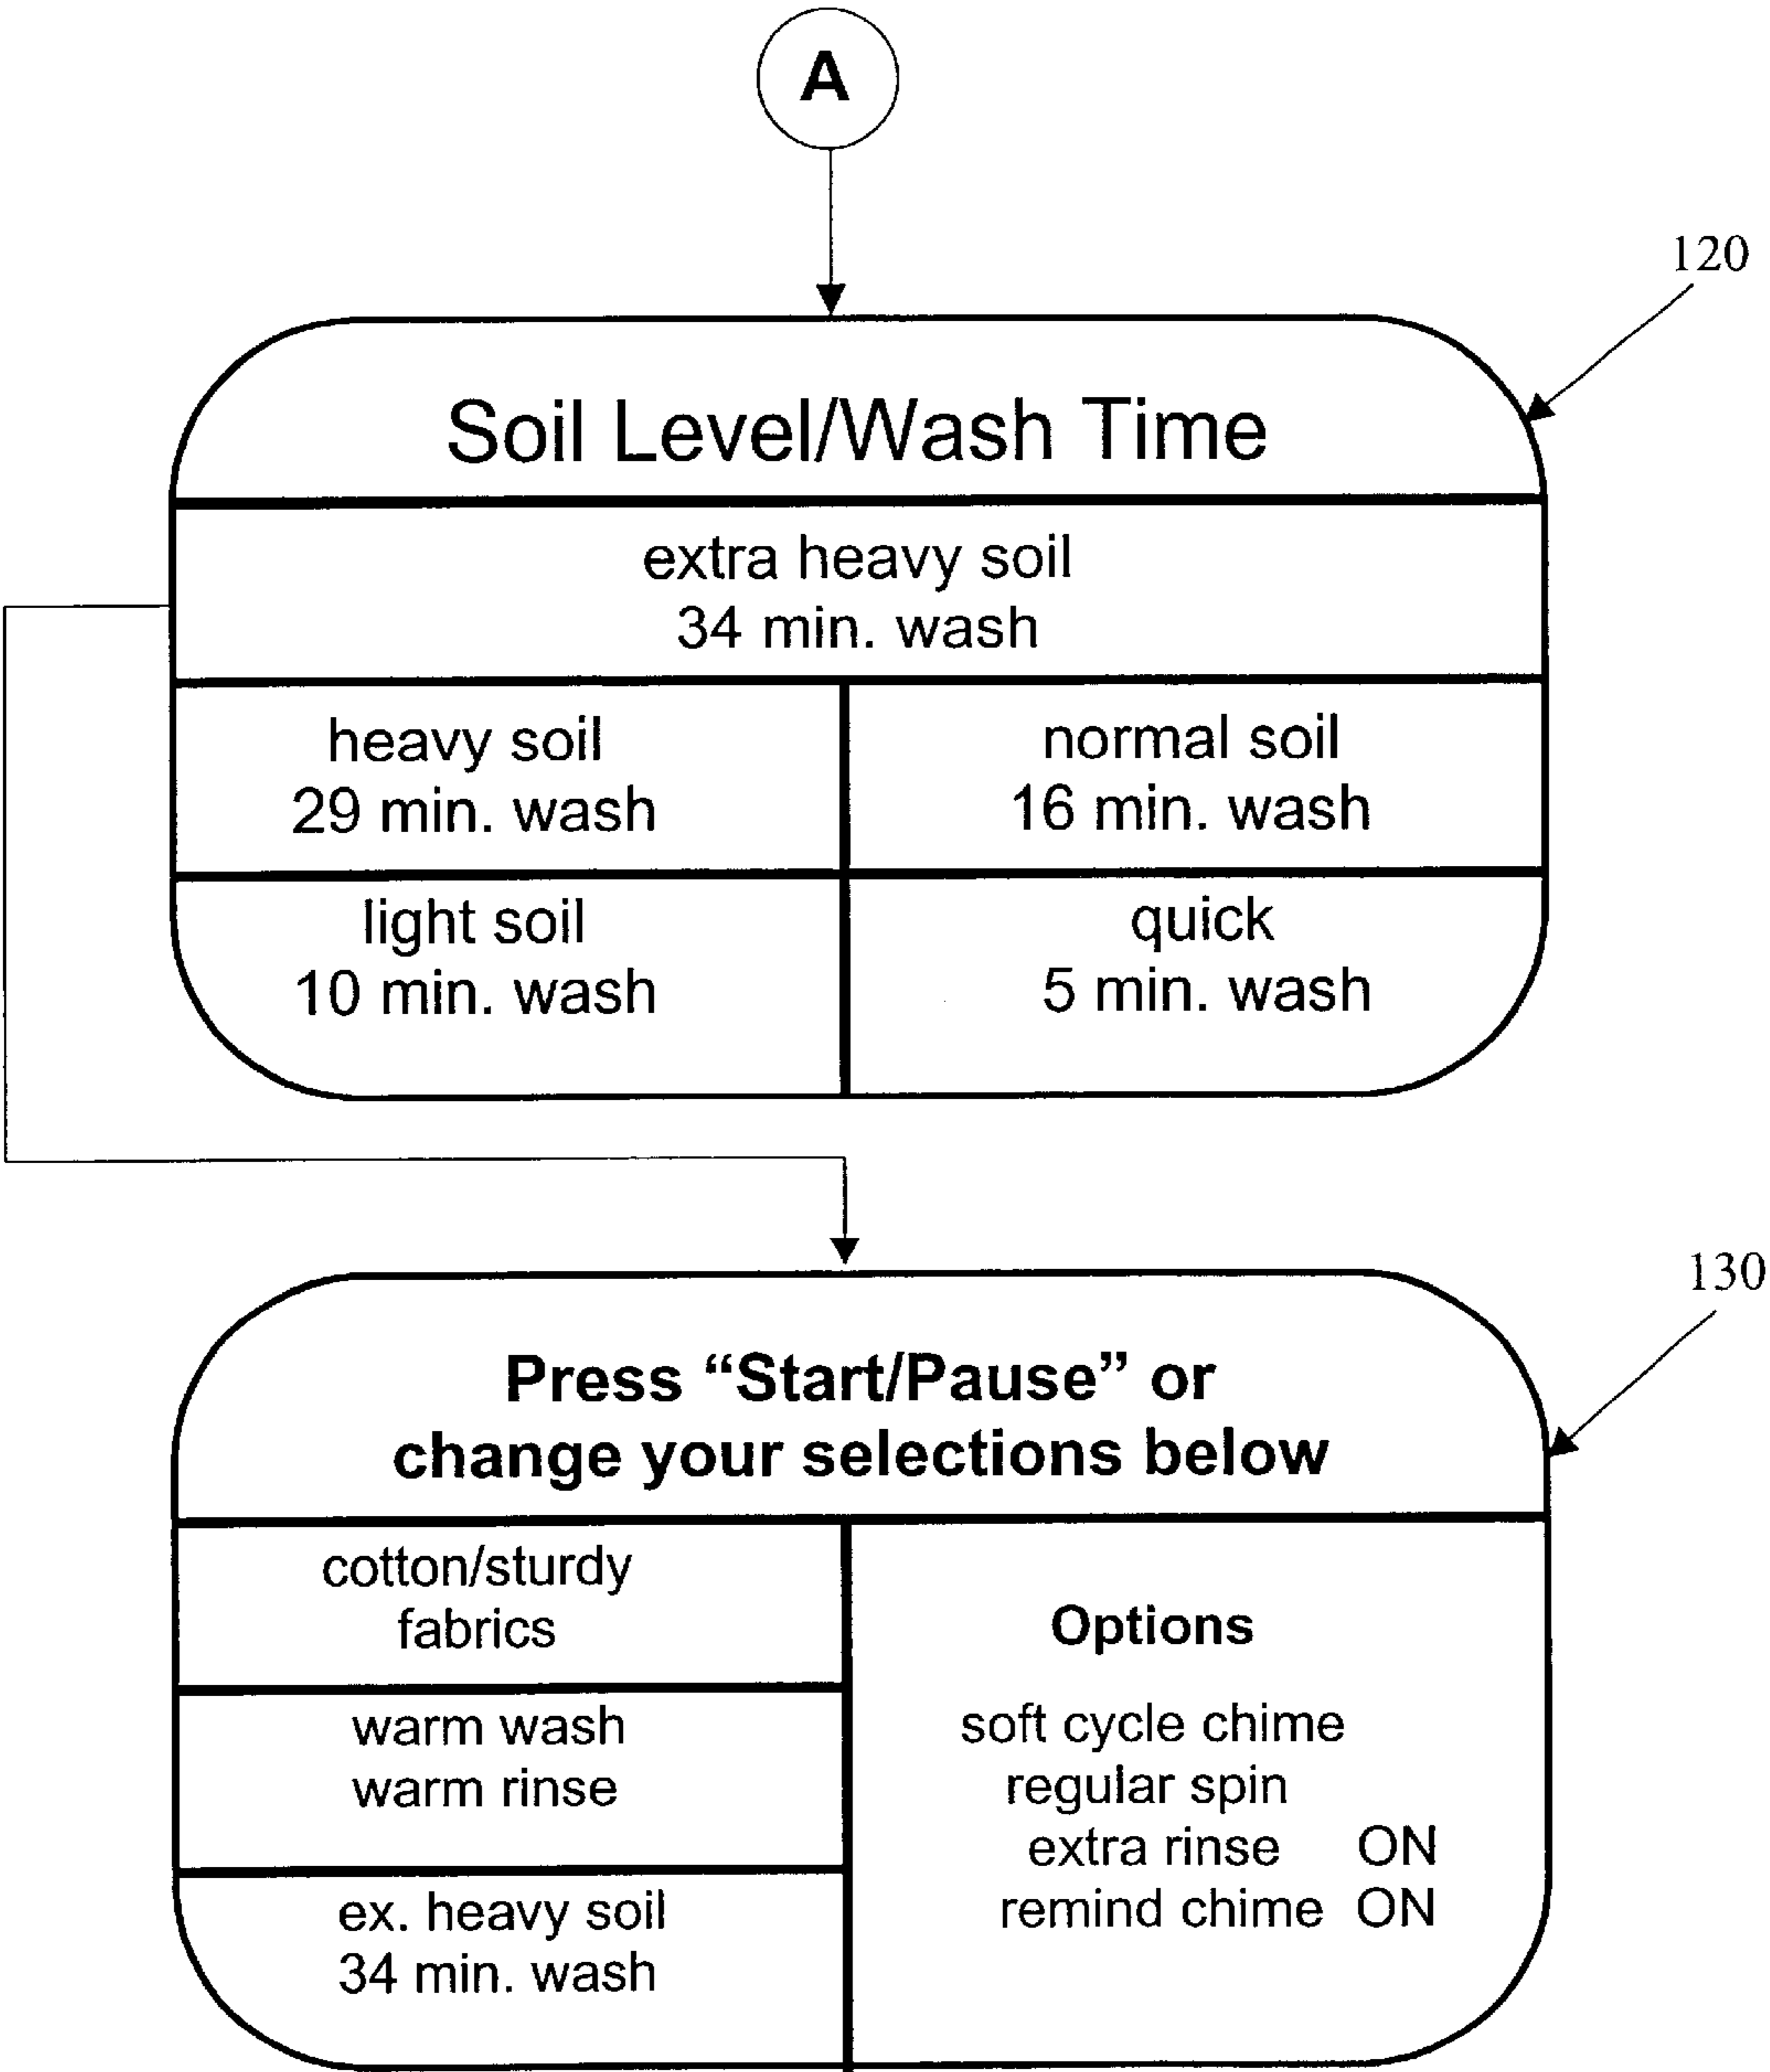 A
120
Soil Level/Wash Time
extra heavy soil
34 min. wash
heavy soil
29 min. wash
normal soil
16 min. wash
light soil
10 min. wash
quick
5 min. wash
130
Press “Start/Pause” or
change your selections below
cotton/sturdy
fabrics
warm wash
warm rinse
ex. heavy soil
34 min. wash
Options
soft cycle chime
regular spin
extra rinse ON
remind chime ON